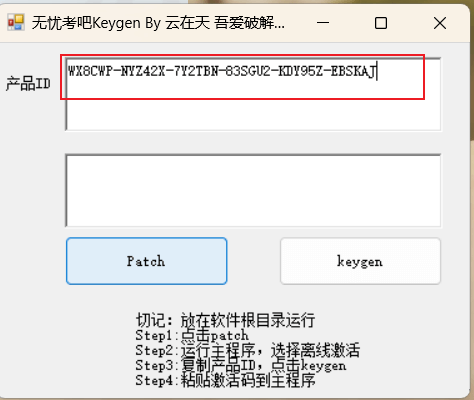 无忧考吧Keygen By 云在天 吾爱破解...
产品ID
WX8CWP-NYZ42X-7Y2TBN-83SGU2-KDY95Z-EBSKAJ
Patch
keygen
切记：放在软件根目录运行
Step1:点击patch
Step2:运行主程序，选择离线激活
Step3:复制产品ID，点击keygen
Step4:粘贴激活码到主程序